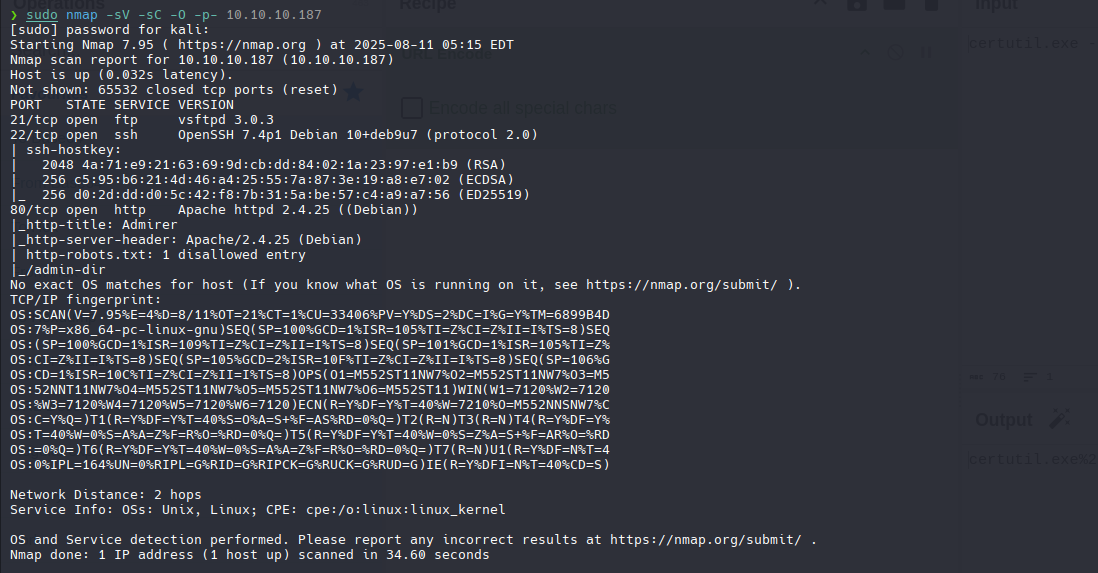 ❯ sudo nmap -sV -sC -O -p- 10.10.10.187
[sudo] password for kali:
Starting Nmap 7.95 ( https://nmap.org ) at 2025-08-11 05:15 EDT
Nmap scan report for 10.10.10.187 (10.10.10.187)
Host is up (0.032s latency).
Not shown: 65532 closed tcp ports (reset)
PORT   STATE SERVICE VERSION
21/tcp open  ftp     vsftpd 3.0.3
22/tcp open  ssh     OpenSSH 7.4p1 Debian 10+deb9u7 (protocol 2.0)
| ssh-hostkey:
|   2048 4a:71:e9:21:63:69:9d:cb:dd:84:02:1a:23:97:e1:b9 (RSA)
|   256 c5:95:b6:21:4d:46:a4:25:55:7a:87:3e:19:a8:e7:02 (ECDSA)
|_  256 d0:2d:dd:d0:5c:42:f8:7b:31:5a:be:57:c4:a9:a7:56 (ED25519)
80/tcp open  http    Apache httpd 2.4.25 ((Debian))
|_http-title: Admirer
|_http-server-header: Apache/2.4.25 (Debian)
| http-robots.txt: 1 disallowed entry
|_/admin-dir
No exact OS matches for host (If you know what OS is running on it, see https://nmap.org/submit/ ).
TCP/IP fingerprint:
OS:SCAN(V=7.95%E=4%D=8/11%OT=21%CT=1%CU=33406%PV=Y%DS=2%DC=I%G=Y%TM=6899B4D
OS:7%P=x86_64-pc-linux-gnu)SEQ(SP=100%GCD=1%ISR=105%TI=Z%CI=Z%II=I%TS=8)SEQ
OS:(SP=100%GCD=1%ISR=109%TI=Z%CI=Z%II=I%TS=8)SEQ(SP=101%GCD=1%ISR=105%TI=Z%
OS:CI=Z%II=I%TS=8)SEQ(SP=105%GCD=2%ISR=10F%TI=Z%CI=Z%II=I%TS=8)SEQ(SP=106%G
OS:CD=1%ISR=10C%TI=Z%CI=Z%II=I%TS=8)OPS(O1=M552ST11NW7%O2=M552ST11NW7%O3=M5
OS:52NNT11NW7%O4=M552ST11NW7%O5=M552ST11NW7%O6=M552ST11)WIN(W1=7120%W2=7120
OS:%W3=7120%W4=7120%W5=7120%W6=7120)ECN(R=Y%DF=Y%T=40%W=7210%O=M552NNSNW7%C
OS:C=Y%Q=)T1(R=Y%DF=Y%T=40%S=O%A=S+%F=AS%RD=0%Q=)T2(R=N)T3(R=N)T4(R=Y%DF=Y%
OS:T=40%W=0%S=A%A=Z%F=R%O=%RD=0%Q=)T5(R=Y%DF=Y%T=40%W=0%S=Z%A=S+%F=AR%O=%RD
OS:=0%Q=)T6(R=Y%DF=Y%T=40%W=0%S=A%A=Z%F=R%O=%RD=0%Q=)T7(R=N)U1(R=Y%DF=N%T=4
OS:0%IPL=164%UN=0%RIPL=G%RID=G%RIPCK=G%RUCK=G%RUD=G)IE(R=Y%DFI=N%T=40%CD=S)
Network Distance: 2 hops
Service Info: OSs: Unix, Linux; CPE: cpe:/o:linux:linux_kernel
OS and Service detection performed. Please report any incorrect results at https://nmap.org/submit/ .
Nmap done: 1 IP address (1 host up) scanned in 34.60 seconds
Recipe
Input
certutil.exe
Encode all special chars
Output
certutil.exe%2